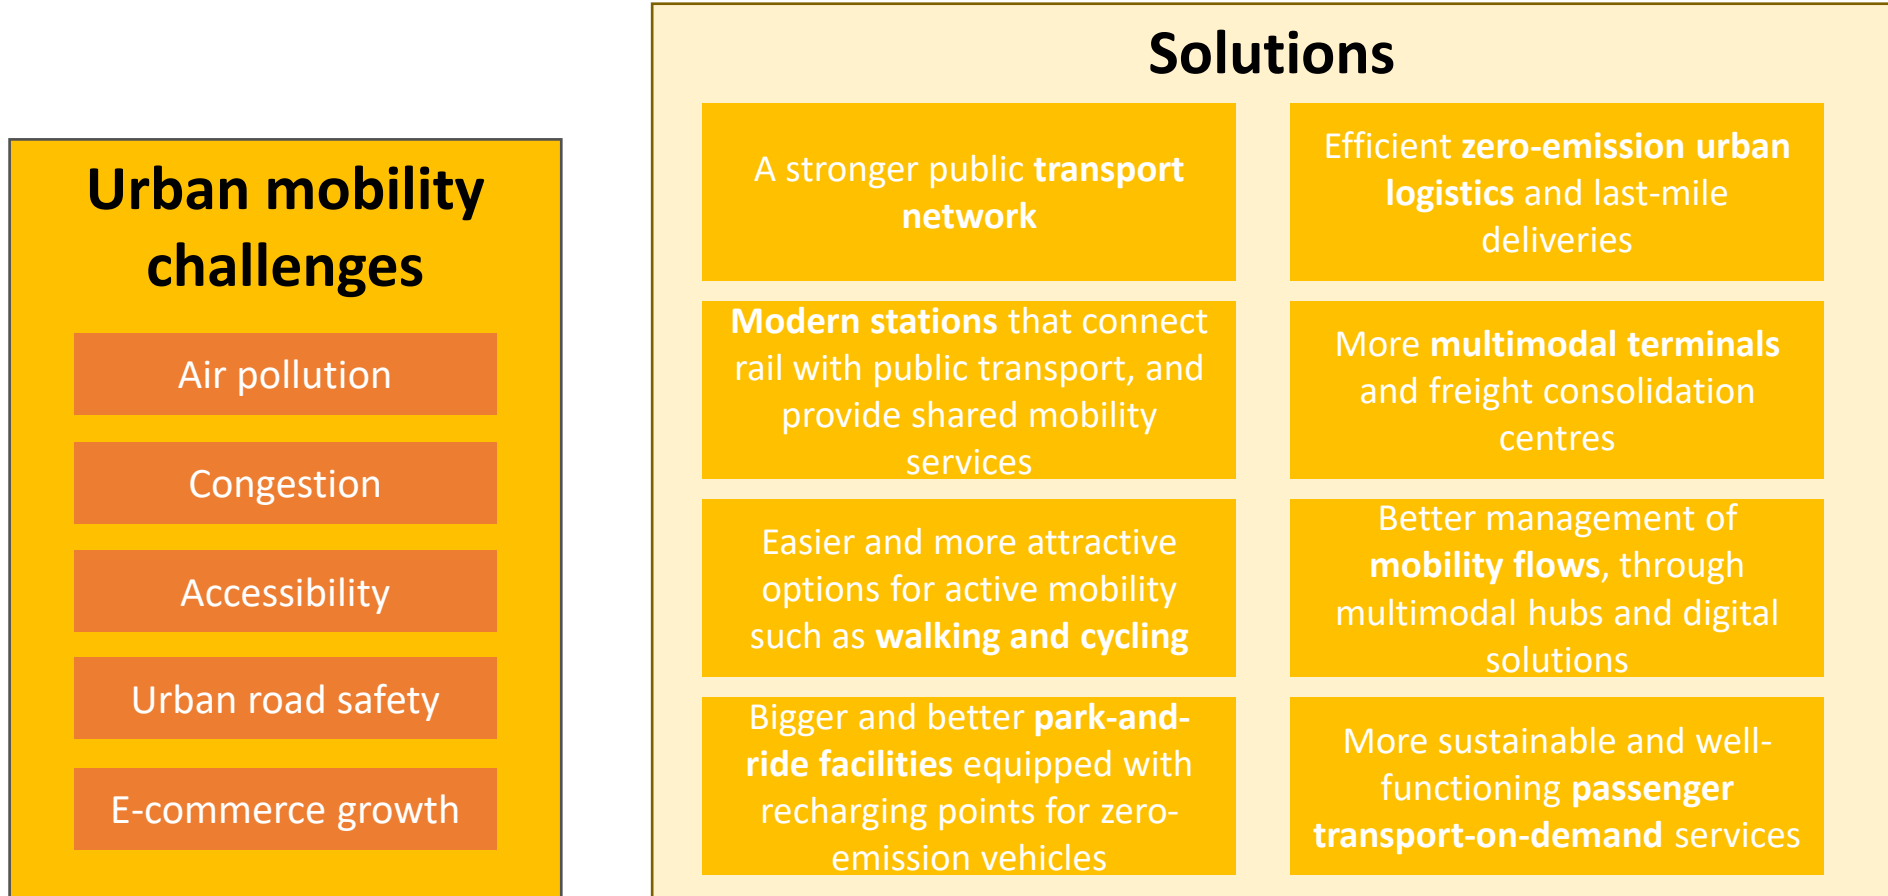 Urban mobility
challenges
Air pollution
Congestion
Accessibility
Urban road safety
E-commerce growth
Solutions
A stronger public transport
network
Efficient zero-emission urban
logistics and last-mile
deliveries
Modern stations that connect
rail with public transport, and
provide shared mobility
services
More multimodal terminals
and freight consolidation
centres
Easier and more attractive
options for active mobility
such as walking and cycling
Better management of
mobility flows, through
multimodal hubs and digital
solutions
Bigger and better park-and-
ride facilities equipped with
recharging points for zero-
emission vehicles
More sustainable and well-
functioning passenger
transport-on-demand services